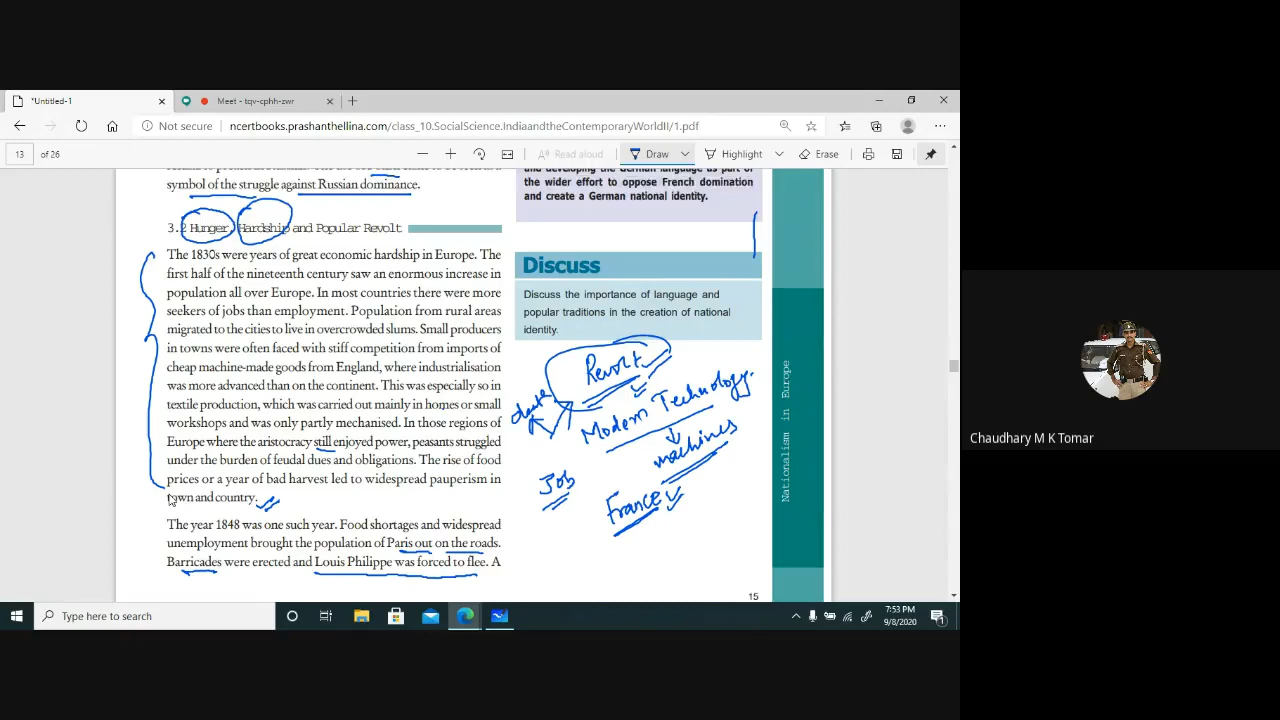 *Untitled-1
Meet - tqv-cphh-zwr
Not secure
ncertbooks.prashanthellina.com/class_10.SocialScience.IndiaandtheContemporaryWorldII/1.pdf
13 of 26
Read aloud
Draw
Highlight
Erase
symbol of the struggle against Russian dominance.
3.2 Hunger, Hardship and Popular Revolt
The 1830s were years of great economic hardship in Europe. The
first half of the nineteenth century saw an enormous increase in
population all over Europe. In most countries there were more
seekers of jobs than employment. Population from rural areas
migrated to the cities to live in overcrowded slums. Small producers
in towns were often faced with stiff competition from imports of
cheap machine-made goods from England, where industrialisation
was more advanced than on the continent. This was especially so in
textile production, which was carried out mainly in homes or small
workshops and was only partly mechanised. In those regions of
Europe where the aristocracy still enjoyed power, peasants struggled
under the burden of feudal dues and obligations. The rise of food
prices or a year of bad harvest led to widespread pauperism in
town and country.
The year 1848 was one such year. Food shortages and widespread
unemployment brought the population of Paris out on the roads.
Barricades were erected and Louis Philippe was forced to flee. A
and developing the German language as part of
the wider effort to oppose French domination
and create a German national identity.
Discuss
Discuss the importance of language and
popular traditions in the creation of national
identity.
Revolt
Modern Technology.
machines
Job
France
15
Nationalism in Europe
Chaudhary M K Tomar
Type here to search
7:53 PM
9/8/2020
1